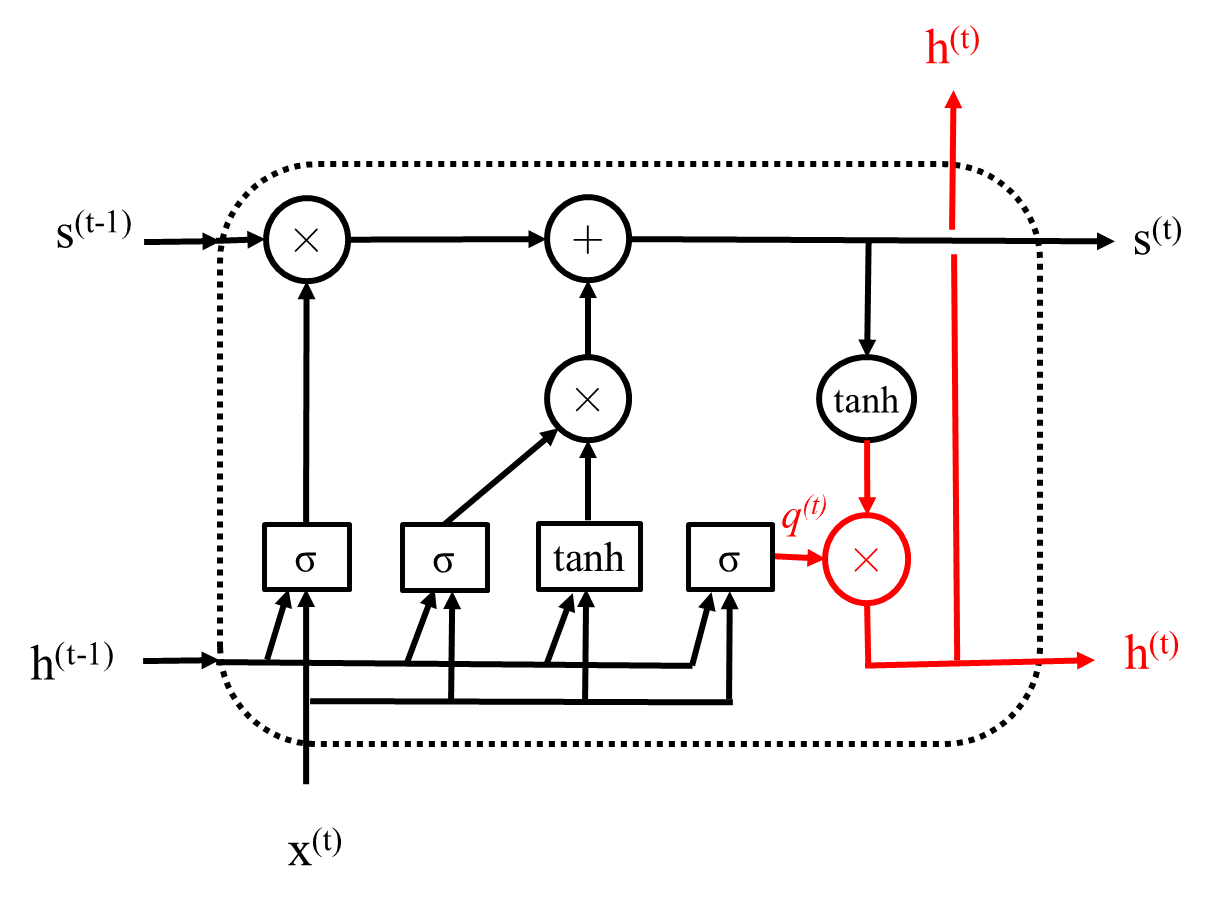 h^(t)
s^(t-1)
×
+
s^(t)
×
tanh
q^(t)
σ
σ
tanh
σ
×
h^(t-1)
h^(t)
x^(t)